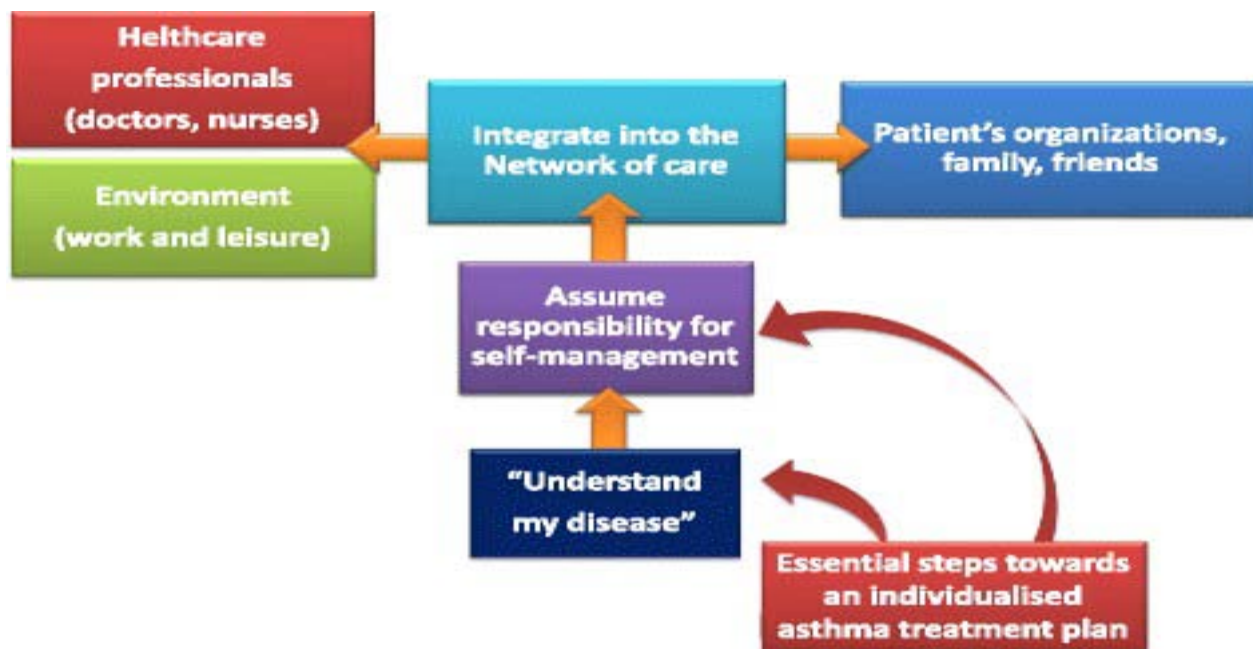 Helthcare
professionals
(doctors, nurses)
Environment
(work and leisure)
Integrate into the
Network of care
Patient's organizations,
family, friends
Assume
responsibility for
self-management
“Understand
my disease”
Essential steps towards
an individualised
asthma treatment plan